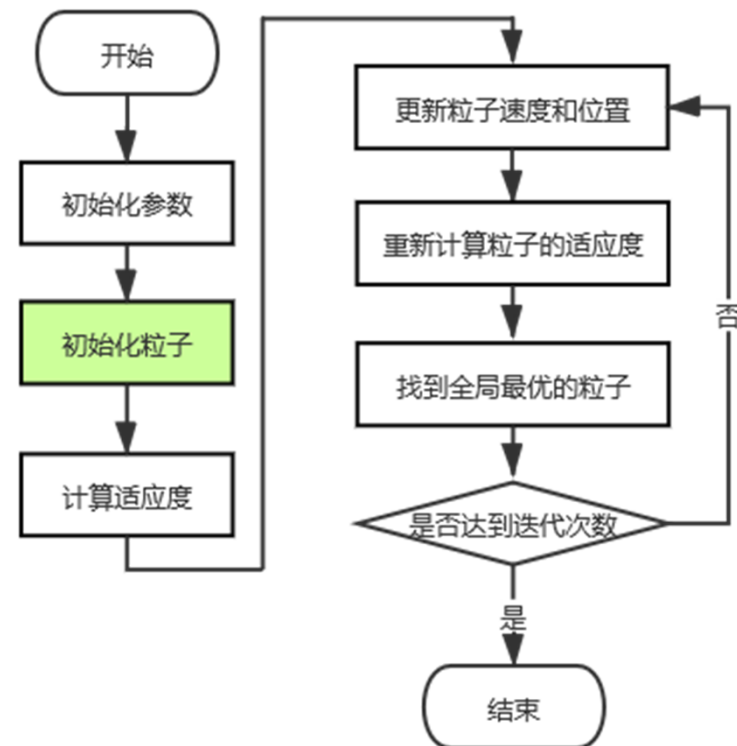 开始
初始化参数
初始化粒子
计算适应度
更新粒子速度和位置
重新计算粒子的适应度
找到全局最优的粒子
是否达到迭代次数
否
是
结束